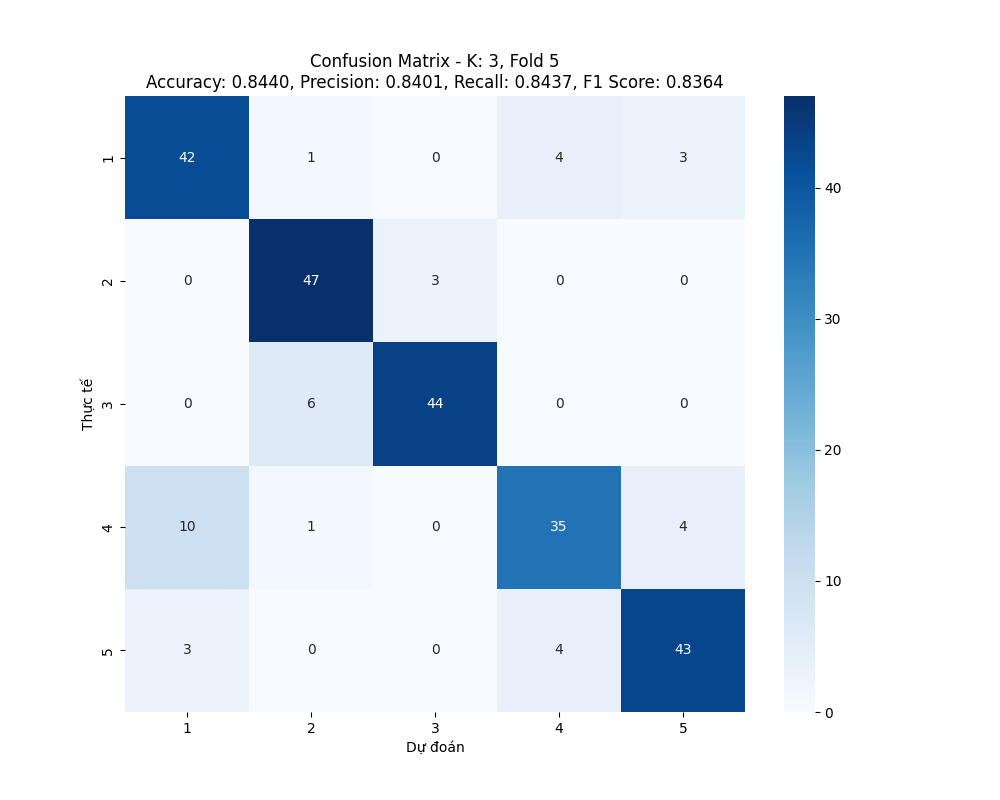 Confusion Matrix - K: 3, Fold 5
Accuracy: 0.8440, Precision: 0.8401, Recall: 0.8437, F1 Score: 0.8364
1 42 1 0 4 3
2 0 47 3 0 0
3 0 6 44 0 0
4 10 1 0 35 4
5 3 0 0 4 43
1 2 3 4 5
Dự đoán
Thực tế
40
30
20
10
0